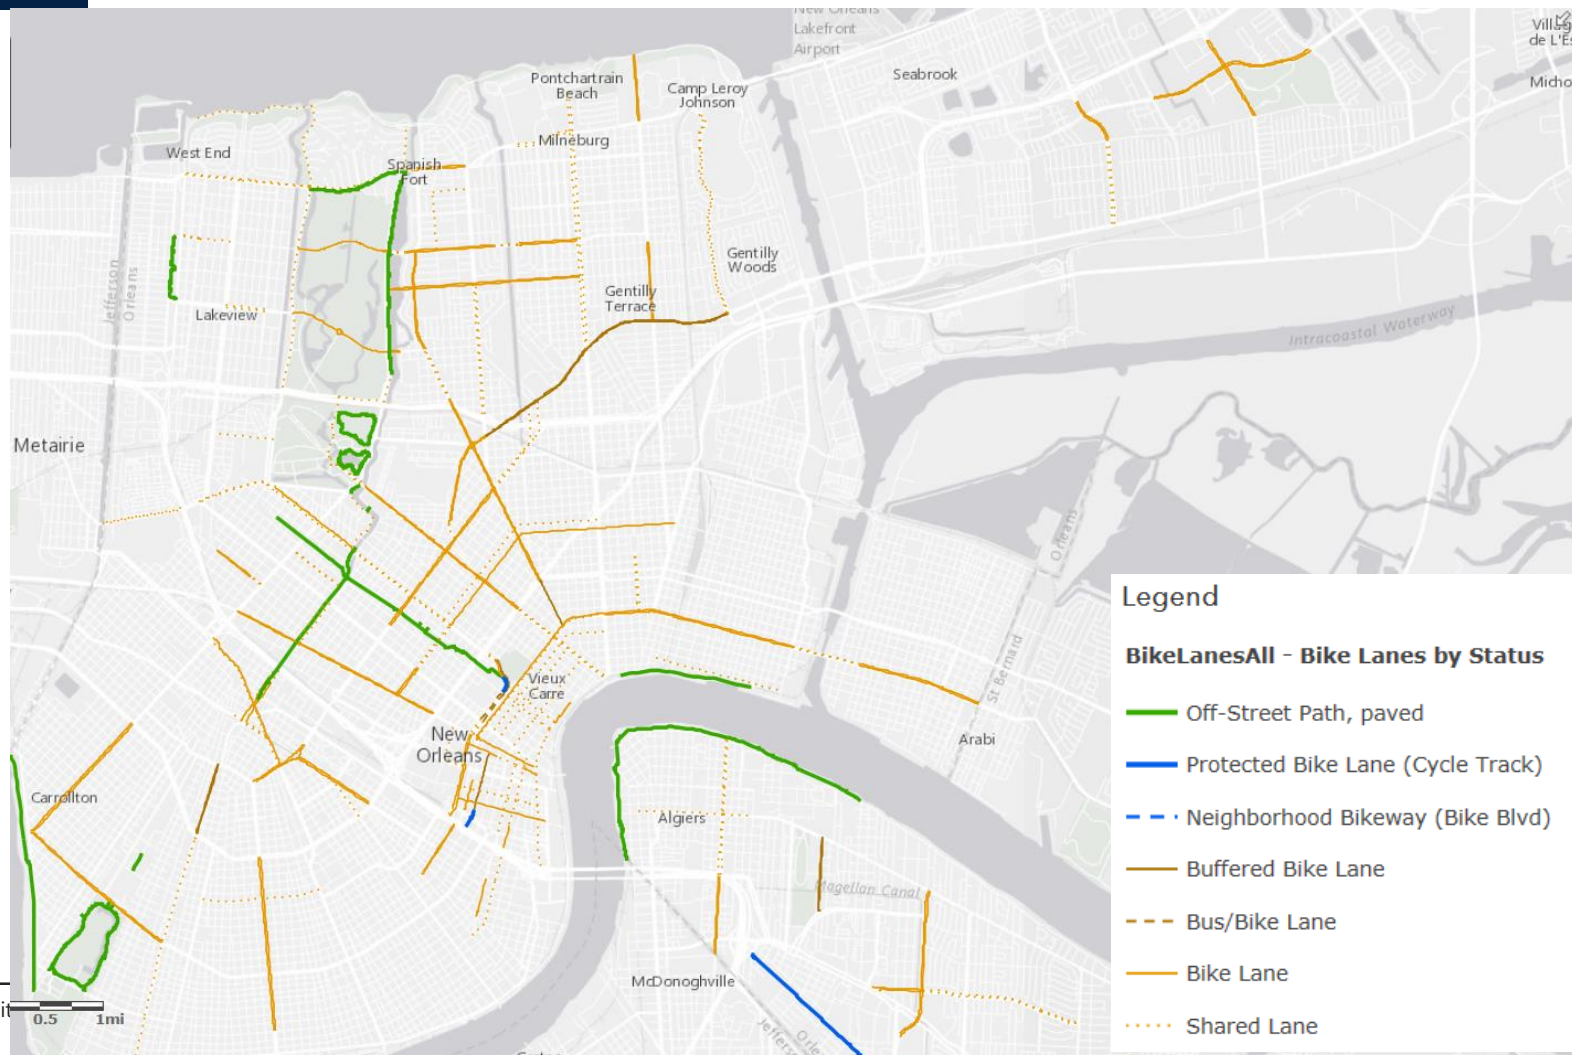 New Orleans
Lakefront
Airport
Seabrook
Pontchartrain
Beach
Camp Leroy
Johnson
Milneburg
West End
Spanish
Fort
Gentilly
Woods
Gentilly
Terrace
Jefferson
Orleans
Lakeview
Intracoastal Waterway
Metairie
Orleans
St Bernard
Vieux
Carré
New
Orleans
Arabi
Carrollton
Algiers
Magellan Canal
McDonoghville
0.5 1mi
Legend
BikeLanesAll - Bike Lanes by Status
Off-Street Path, paved
Protected Bike Lane (Cycle Track)
Neighborhood Bikeway (Bike Blvd)
Buffered Bike Lane
Bus/Bike Lane
Bike Lane
Shared Lane